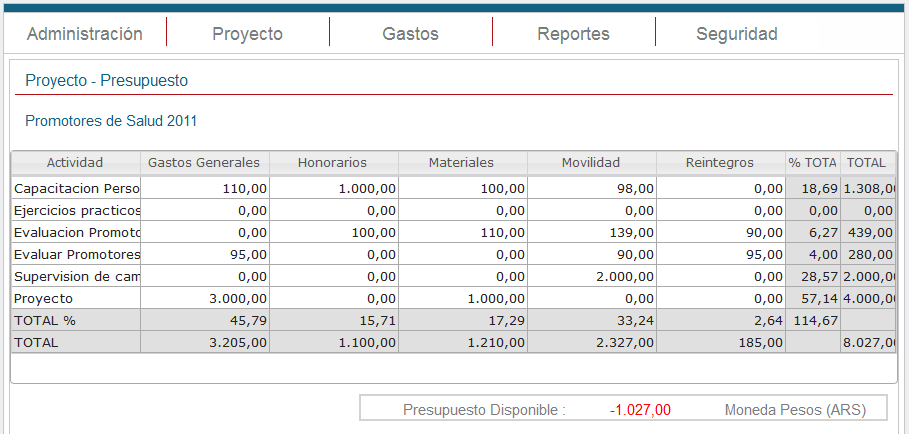 Administración Proyecto Gastos Reportes Seguridad
Proyecto - Presupuesto
Promotores de Salud 2011
Actividad Gastos Generales Honorarios Materiales Movilidad Reintegros % TOTA TOTAL
Capacitacion Perso 110,00 1.000,00 100,00 98,00 0,00 18,69 1.308,0
Ejercicios practicos 0,00 0,00 0,00 0,00 0,00 0,00 0,00
Evaluacion Promoto 0,00 100,00 110,00 139,00 90,00 6,27 439,00
Evaluar Promotores 95,00 0,00 0,00 90,00 95,00 4,00 280,00
Supervision de cam 0,00 0,00 0,00 2.000,00 0,00 28,57 2.000,0
Proyecto 3.000,00 0,00 1.000,00 0,00 0,00 57,14 4.000,0
TOTAL % 45,79 15,71 17,29 33,24 2,64 114,67
TOTAL 3.205,00 1.100,00 1.210,00 2.327,00 185,00 8.027,0
Presupuesto Disponible : -1.027,00 Moneda Pesos (ARS)